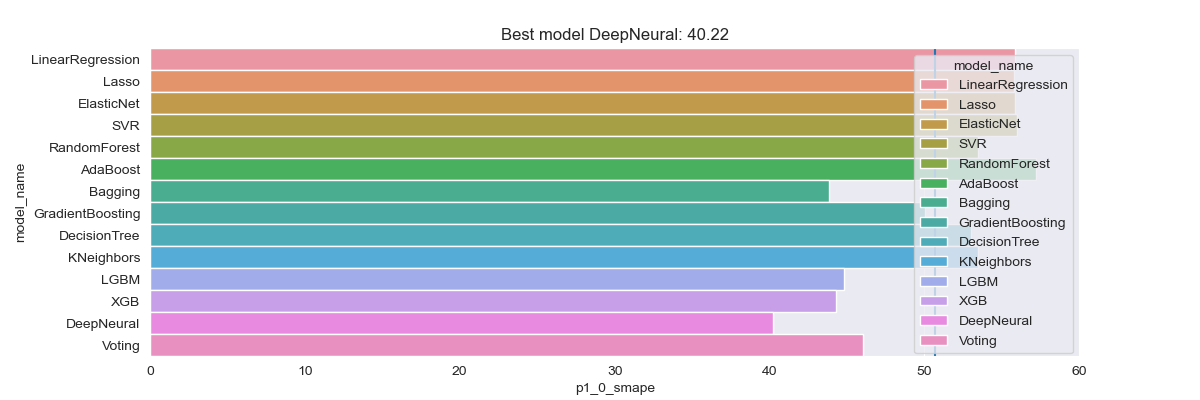 Best model DeepNeural: 40.22
model_name
LinearRegression
Lasso
ElasticNet
SVR
RandomForest
AdaBoost
Bagging
GradientBoosting
DecisionTree
KNeighbors
LGBM
XGB
DeepNeural
Voting
model_name
LinearRegression
Lasso
ElasticNet
SVR
RandomForest
AdaBoost
Bagging
GradientBoosting
DecisionTree
KNeighbors
LGBM
XGB
DeepNeural
Voting
0 10 20 30 40 50 60
p1_0_smape